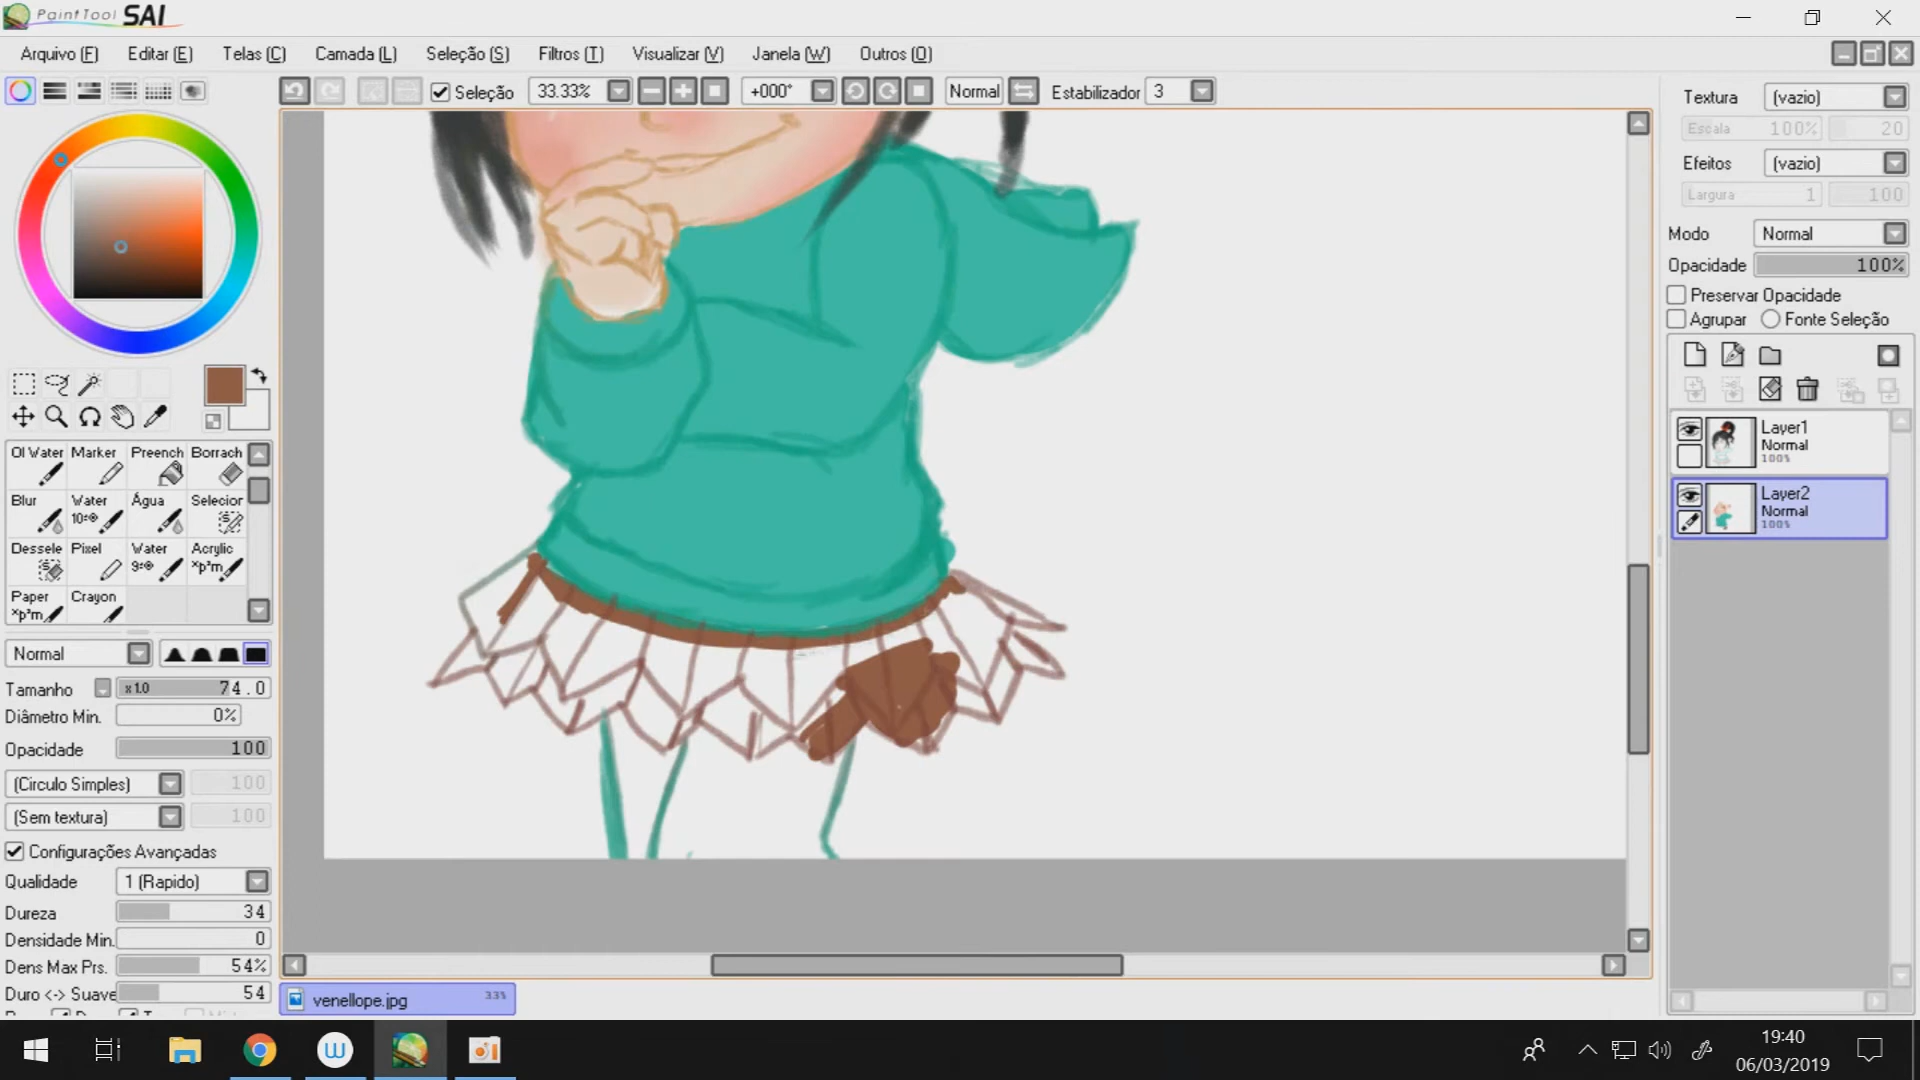 PaintTool SAI
Arquivo (F) Editar (E) Telas (C) Camada (L) Seleção (S) Filtros (T) Visualizar (V) Janela (W) Outros (O)
Seleção 33.33% +000° Normal Estabilizador 3
Textura (vazio)
Escala 100% 20
Efeitos (vazio)
Largura 1 100
Modo Normal
Opacidade 100%
Preservar Opacidade
Agrupar Fonte Seleção
Layer1
Normal
100%
Layer2
Normal
100%
Ol Water Marker Preench Borrach
Blur Water Água Selecior
Dessele Pixel Water Acrylic
Paper Crayon
Normal
Tamanho x 1.0 74.0
Diâmetro Min. 0%
Opacidade 100
(Circulo Simples) 100
(Sem textura) 100
Configurações Avançadas
Qualidade 1 (Rapido)
Dureza 34
Densidade Min. 0
Dens Max Prs. 54%
Duro <-> Suave 54
venellope.jpg 33%
19:40
06/03/2019